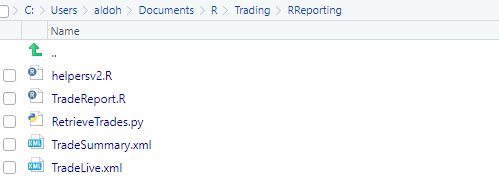 C: > Users > aldoh > Documents > R > Trading > RReporting
Name
..
helpersv2.R
TradeReport.R
RetrieveTrades.py
TradeSummary.xml
TradeLive.xml